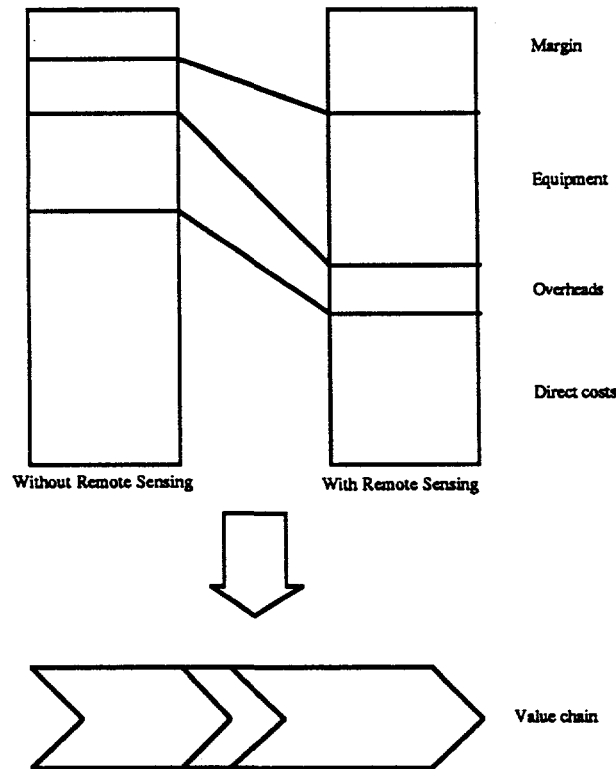 Margin
Equipment
Overheads
Direct costs
Without Remote Sensing
With Remote Sensing
Value chain